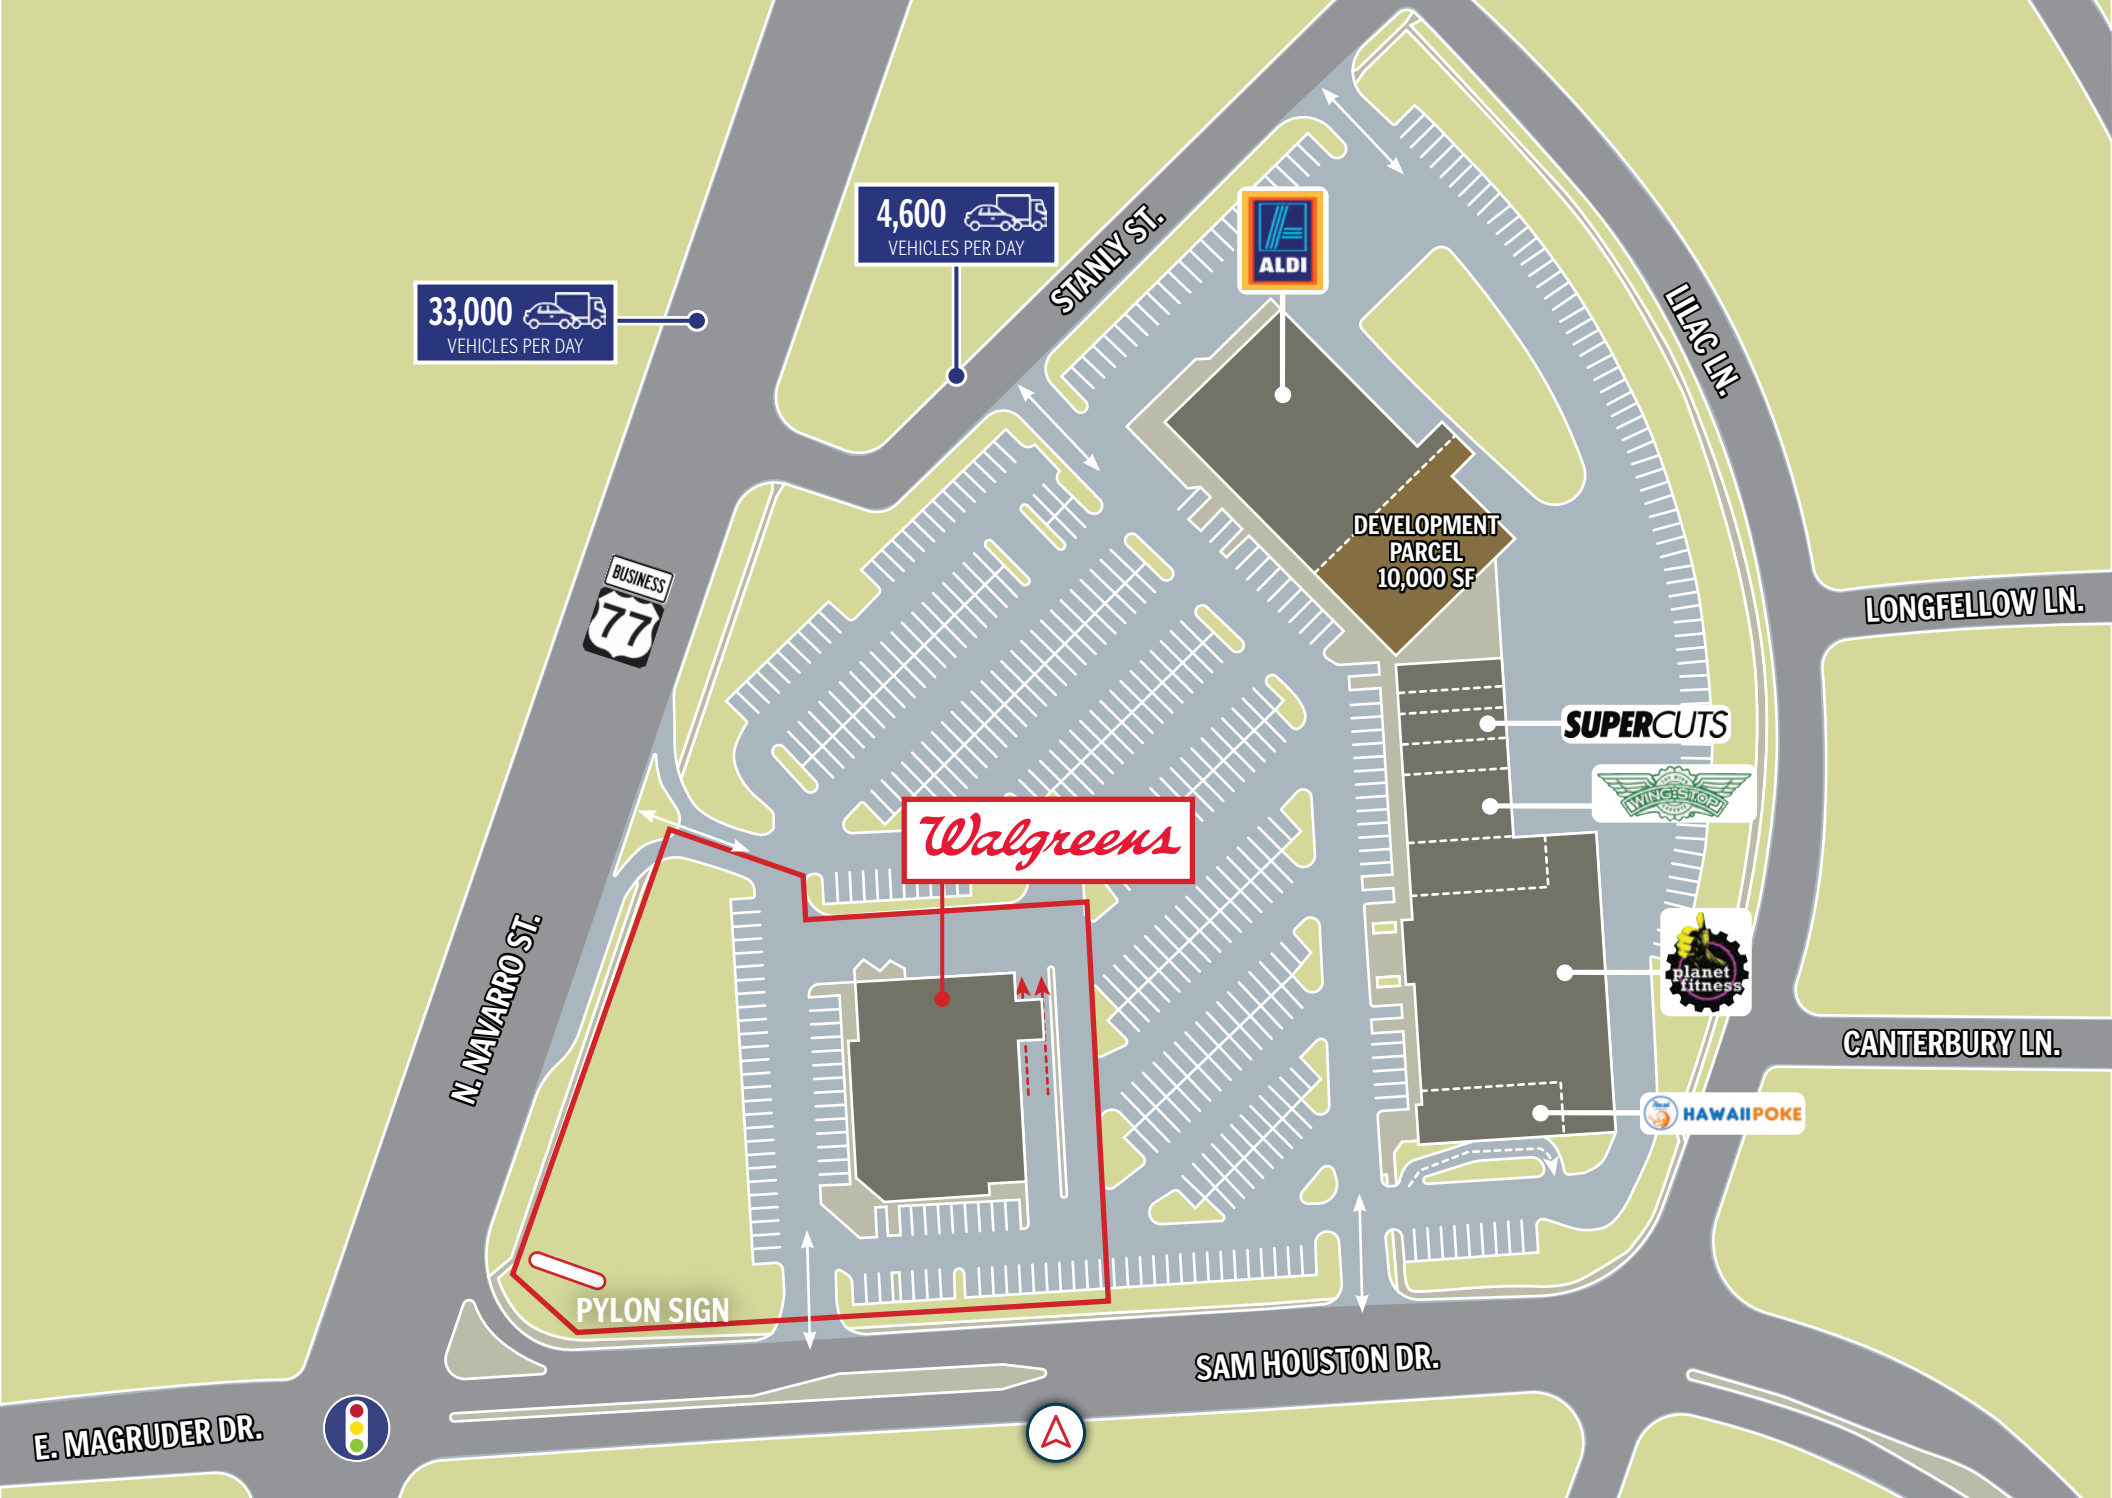 4,600
VEHICLES PER DAY
STANLY ST.
ALDI
33,000
VEHICLES PER DAY
LILAC LN.
DEVELOPMENT
PARCEL
10,000 SF
BUSINESS
77
LONGFELLOW LN.
SUPERCUTS
WING STOP
Walgreens
N. NAVARRO ST.
planet
fitness
CANTERBURY LN.
HAWAIIPOKE
PYLON SIGN
SAM HOUSTON DR.
E. MAGRUDER DR.